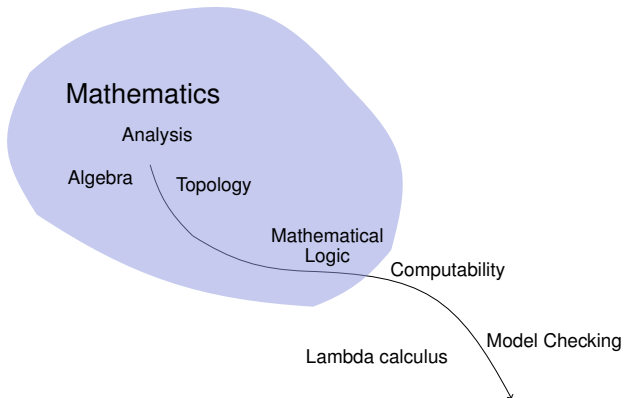 Mathematics
Analysis
Algebra
Topology
Mathematical
Logic
Computability
Model Checking
Lambda calculus